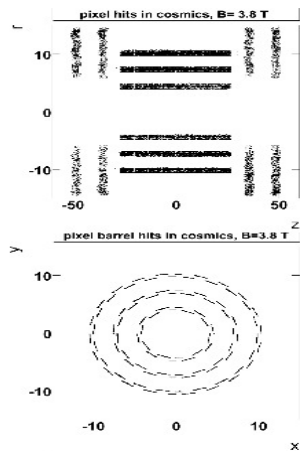 pixel hits in cosmics, B= 3.8 T
r
10
0
-10
-50 0 50
z
pixel barrel hits in cosmics, B=3.8 T
y
10
0
-10
-10 0 10
x